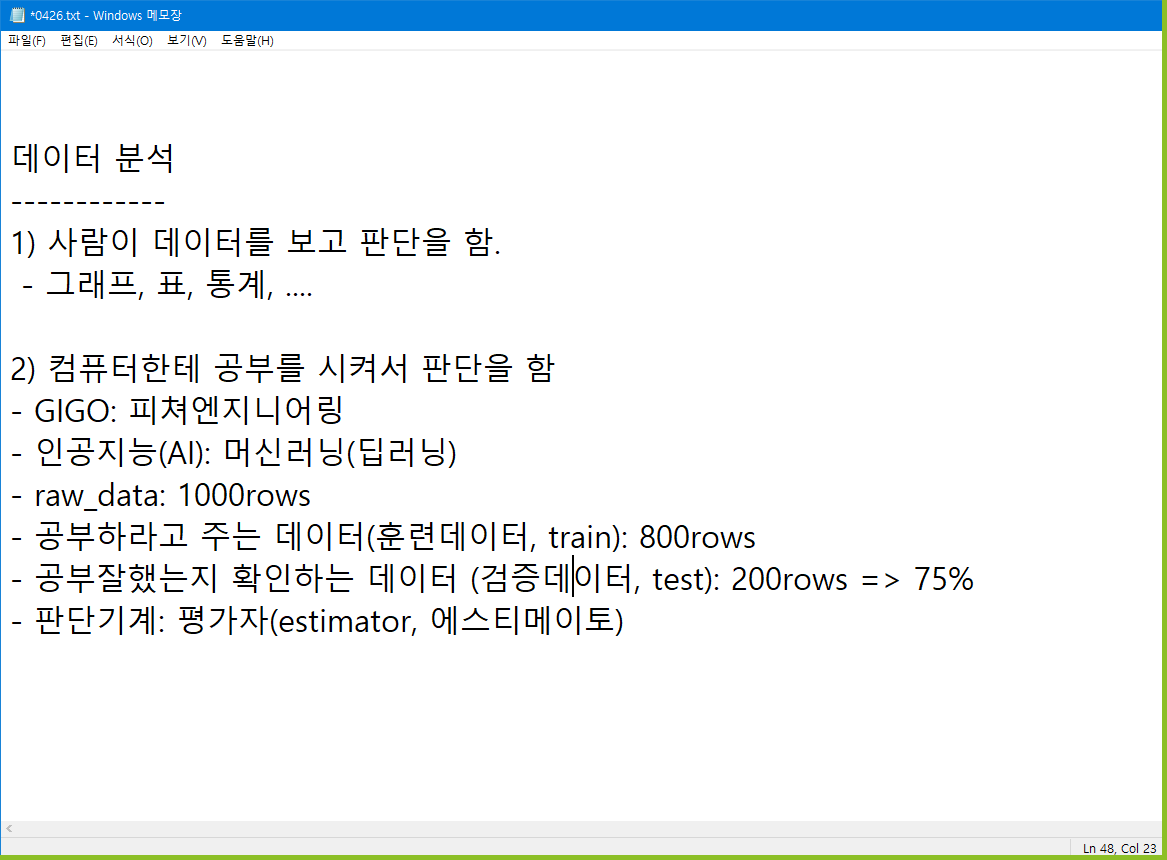 *0426.txt - Windows 메모장
파일(F) 편집(E) 서식(O) 보기(V) 도움말(H)
데이터 분석
------------
1) 사람이 데이터를 보고 판단을 함.
- 그래프, 표, 통계, ....
2) 컴퓨터한테 공부를 시켜서 판단을 함
- GIGO: 피쳐엔지니어링
- 인공지능(AI): 머신러닝(딥러닝)
- raw_data: 1000rows
- 공부하라고 주는 데이터(훈련데이터, train): 800rows
- 공부잘했는지 확인하는 데이터 (검증데이터, test): 200rows => 75%
- 판단기계: 평가자(estimator, 에스티메이토)
Ln 48, Col 23